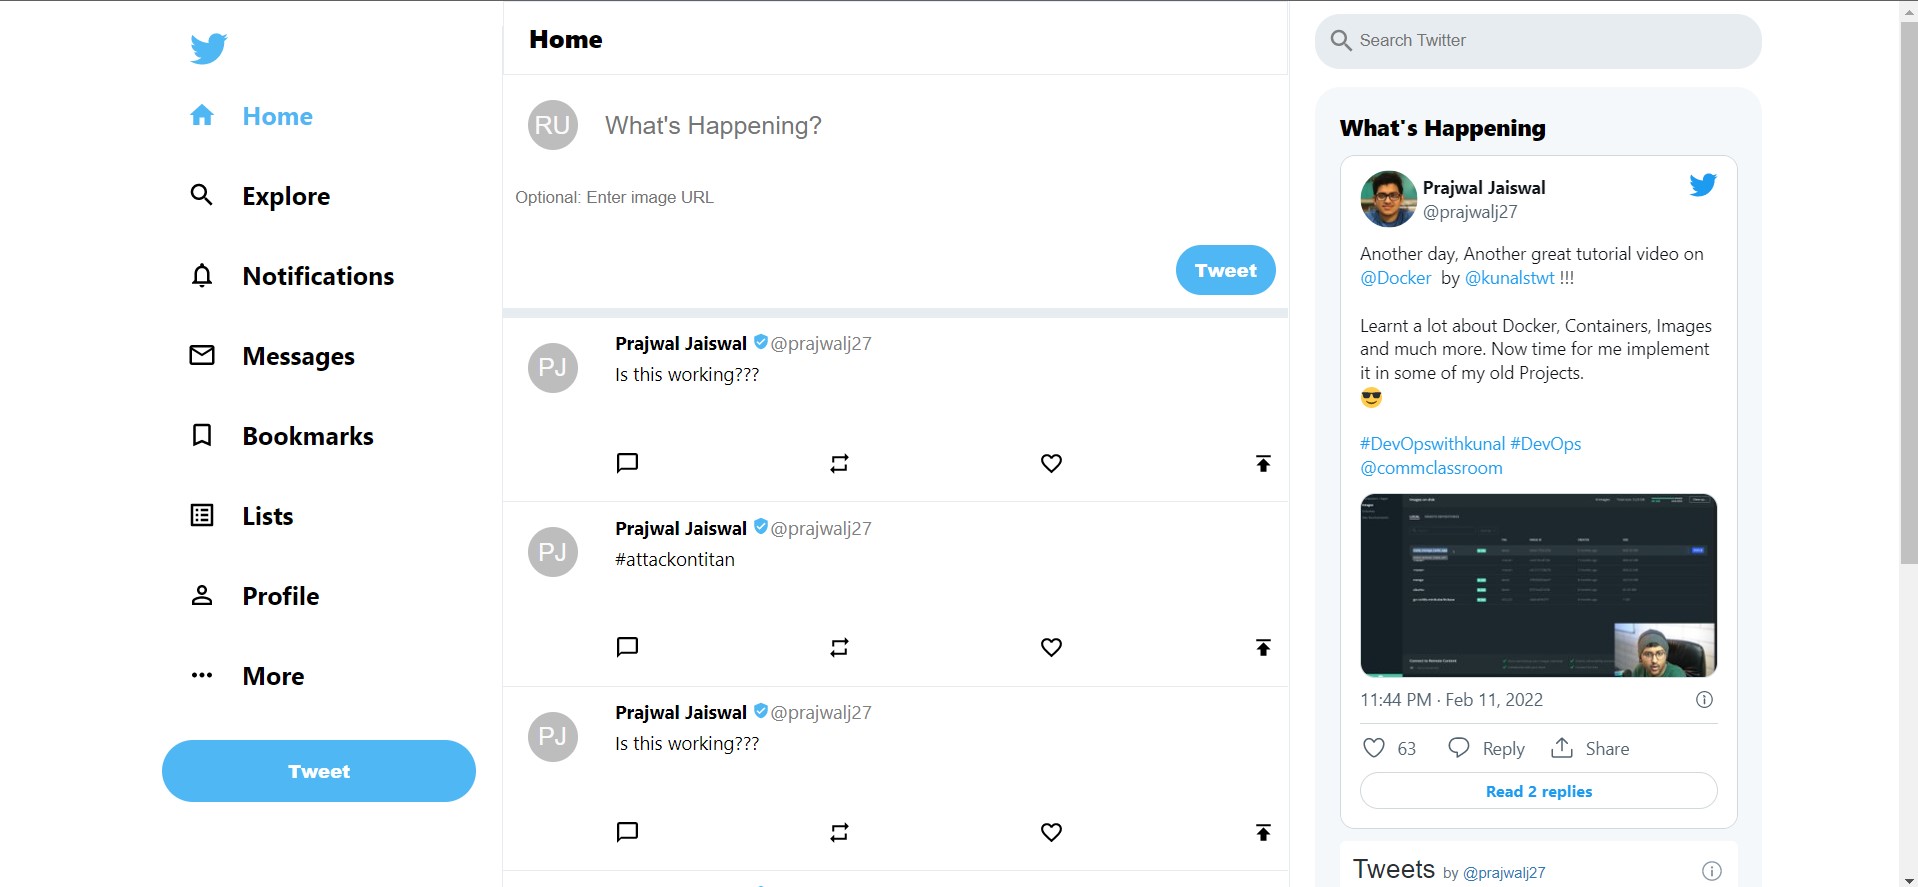 Home
Explore
Notifications
Messages
Bookmarks
Lists
Profile
More
Tweet
Home
RU
What's Happening?
Optional: Enter image URL
Tweet
PJ
Prajwal Jaiswal @prajwalj27
Is this working???
PJ
Prajwal Jaiswal @prajwalj27
#attackontitan
PJ
Prajwal Jaiswal @prajwalj27
Is this working???
Search Twitter
What's Happening
Prajwal Jaiswal
@prajwalj27
Another day, Another great tutorial video on
@Docker by @kunalstwt !!!
Learnt a lot about Docker, Containers, Images
and much more. Now time for me implement
it in some of my old Projects.
#DevOpswithkunal #DevOps
@commclassroom
11:44 PM · Feb 11, 2022
63 Reply Share
Read 2 replies
Tweets by @prajwalj27